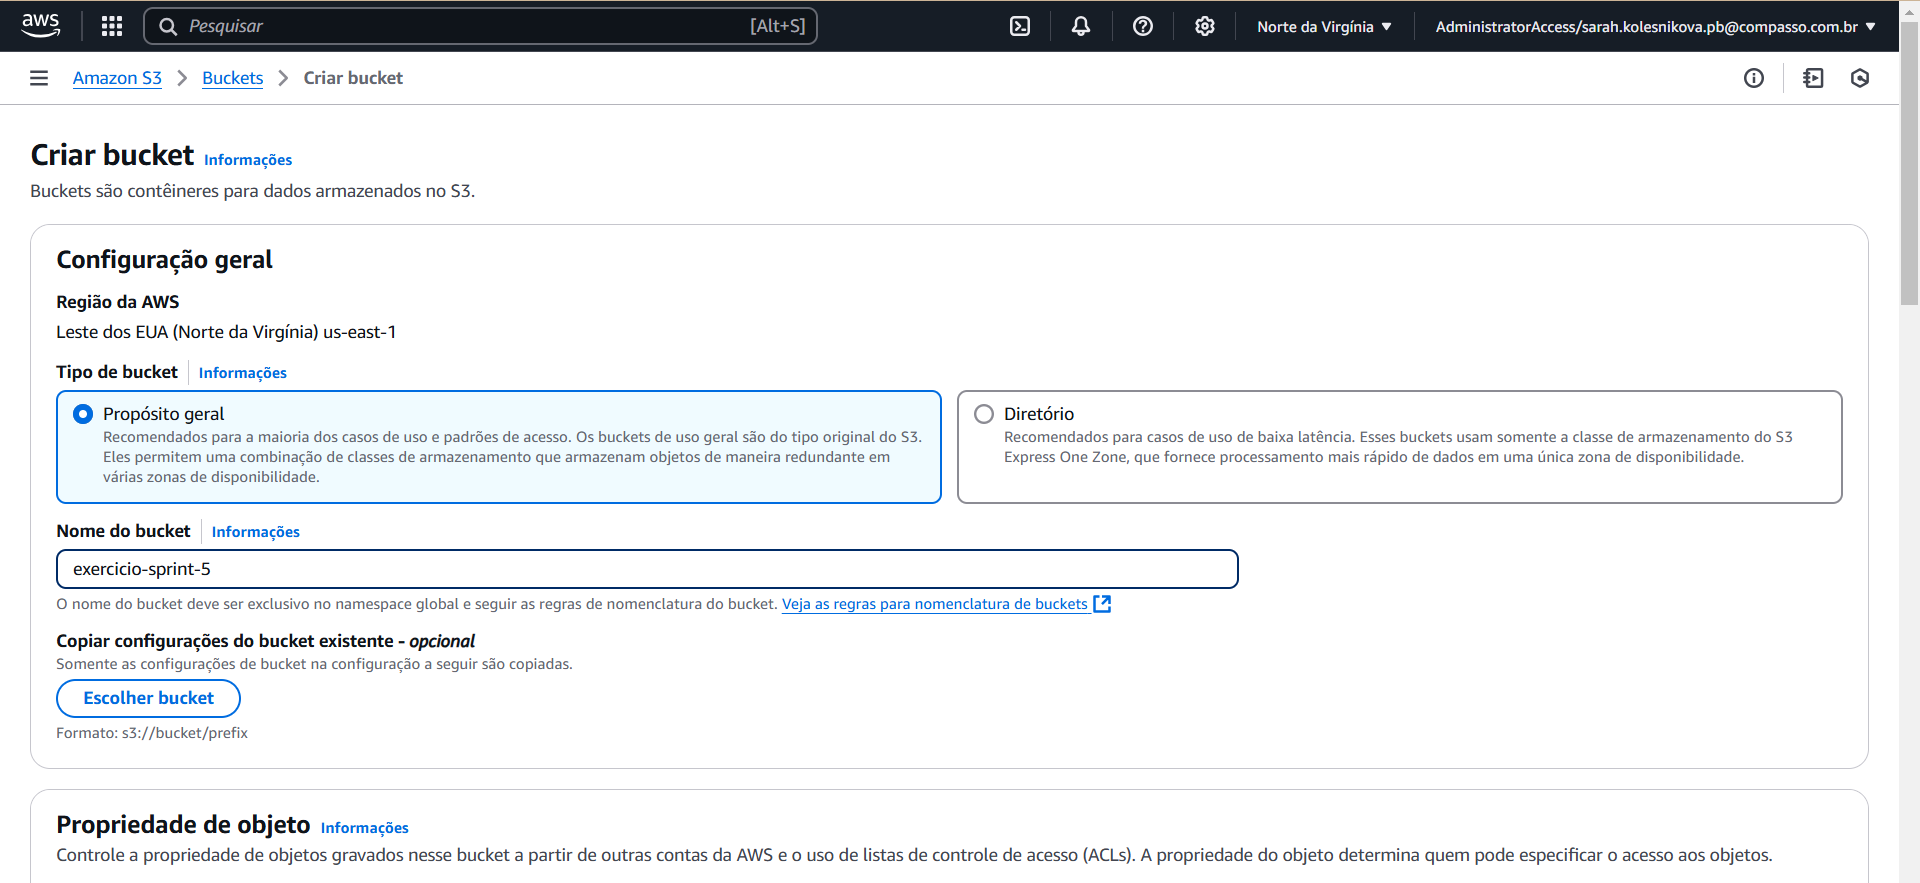 aws
Pesquisar [Alt+S]
Norte da Virgínia
AdministratorAccess/sarah.kolesnikova.pb@compasso.com.br
Amazon S3 > Buckets > Criar bucket
Criar bucket Informações
Buckets são contêineres para dados armazenados no S3.
Configuração geral
Região da AWS
Leste dos EUA (Norte da Virgínia) us-east-1
Tipo de bucket Informações
Propósito geral
Recomendados para a maioria dos casos de uso e padrões de acesso. Os buckets de uso geral são do tipo original do S3.
Eles permitem uma combinação de classes de armazenamento que armazenam objetos de maneira redundante em
várias zonas de disponibilidade.
Diretório
Recomendados para casos de uso de baixa latência. Esses buckets usam somente a classe de armazenamento do S3
Express One Zone, que fornece processamento mais rápido de dados em uma única zona de disponibilidade.
Nome do bucket Informações
exercicio-sprint-5
O nome do bucket deve ser exclusivo no namespace global e seguir as regras de nomenclatura do bucket. Veja as regras para nomenclatura de buckets
Copiar configurações do bucket existente - opcional
Somente as configurações de bucket na configuração a seguir são copiadas.
Escolher bucket
Formato: s3://bucket/prefix
Propriedade de objeto Informações
Controle a propriedade de objetos gravados nesse bucket a partir de outras contas da AWS e o uso de listas de controle de acesso (ACLs). A propriedade do objeto determina quem pode especificar o acesso aos objetos.